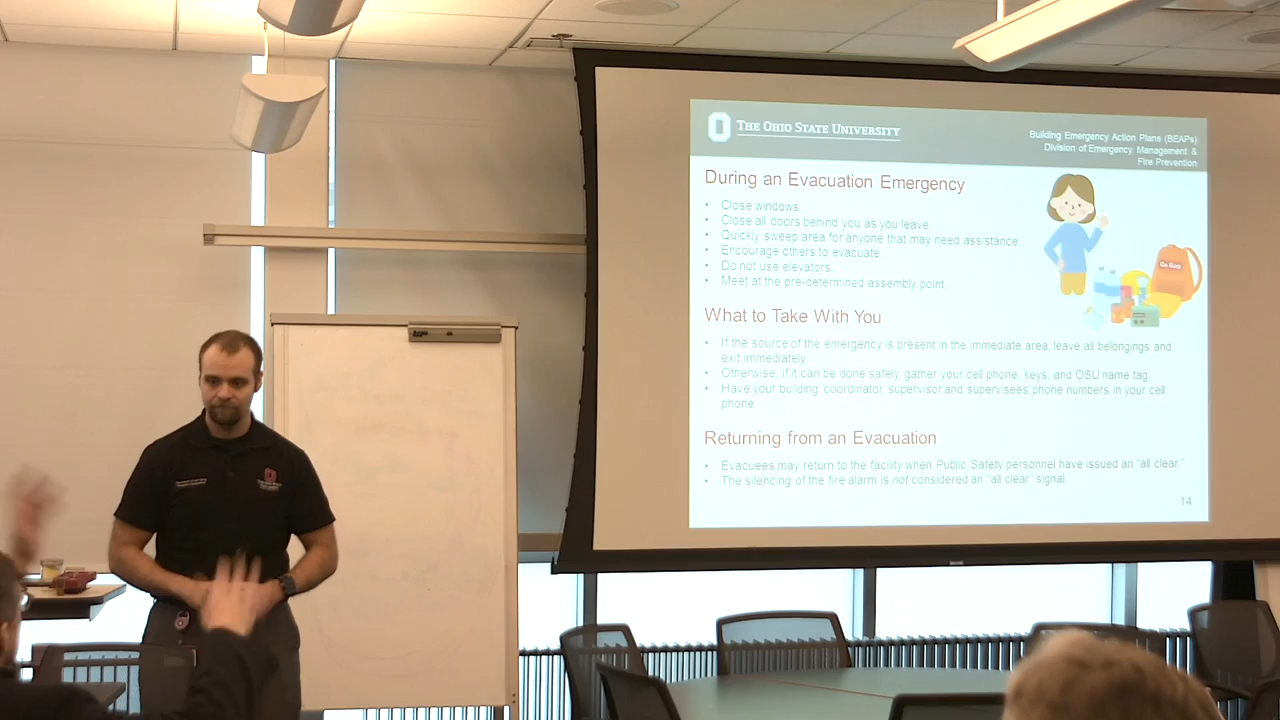 THE OHIO STATE UNIVERSITY
Building Emergency Action Plans (BEAPs)
Division of Emergency Management &
Fire Prevention
During an Evacuation Emergency
• Close windows.
• Close all doors behind you as you leave.
• Quickly sweep area for anyone that may need assistance.
• Encourage others to evacuate.
• Do not use elevators.
• Meet at the pre-determined assembly point.
Go Bag
What to Take With You
• If the source of the emergency is present in the immediate area, leave all belongings and
exit immediately.
• Otherwise, if it can be done safely, gather your cell phone, keys, and OSU name tag.
• Have your building coordinator, supervisor and supervisees phone numbers in your cell
phone.
Returning from an Evacuation
• Evacuees may return to the facility when Public Safety personnel have issued an “all clear.”
• The silencing of the fire alarm is not considered an “all clear” signal.
14